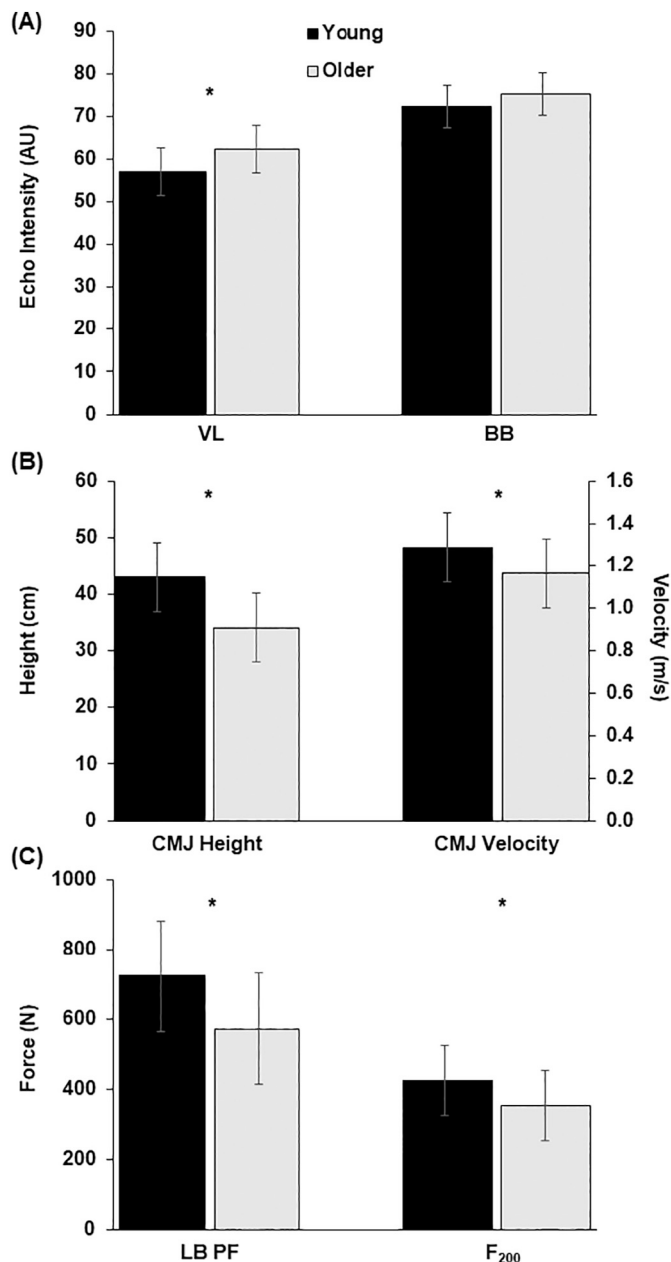 (A)
Young
Older
*
Echo Intensity (AU)
90
80
70
60
50
40
30
20
10
0
VL
BB
(B)
*
*
Height (cm)
60
50
40
30
20
10
0
Velocity (m/s)
1.6
1.4
1.2
1.0
0.8
0.6
0.4
0.2
0.0
CMJ Height
CMJ Velocity
(C)
*
*
Force (N)
1000
800
600
400
200
0
LB PF
F₂₀₀